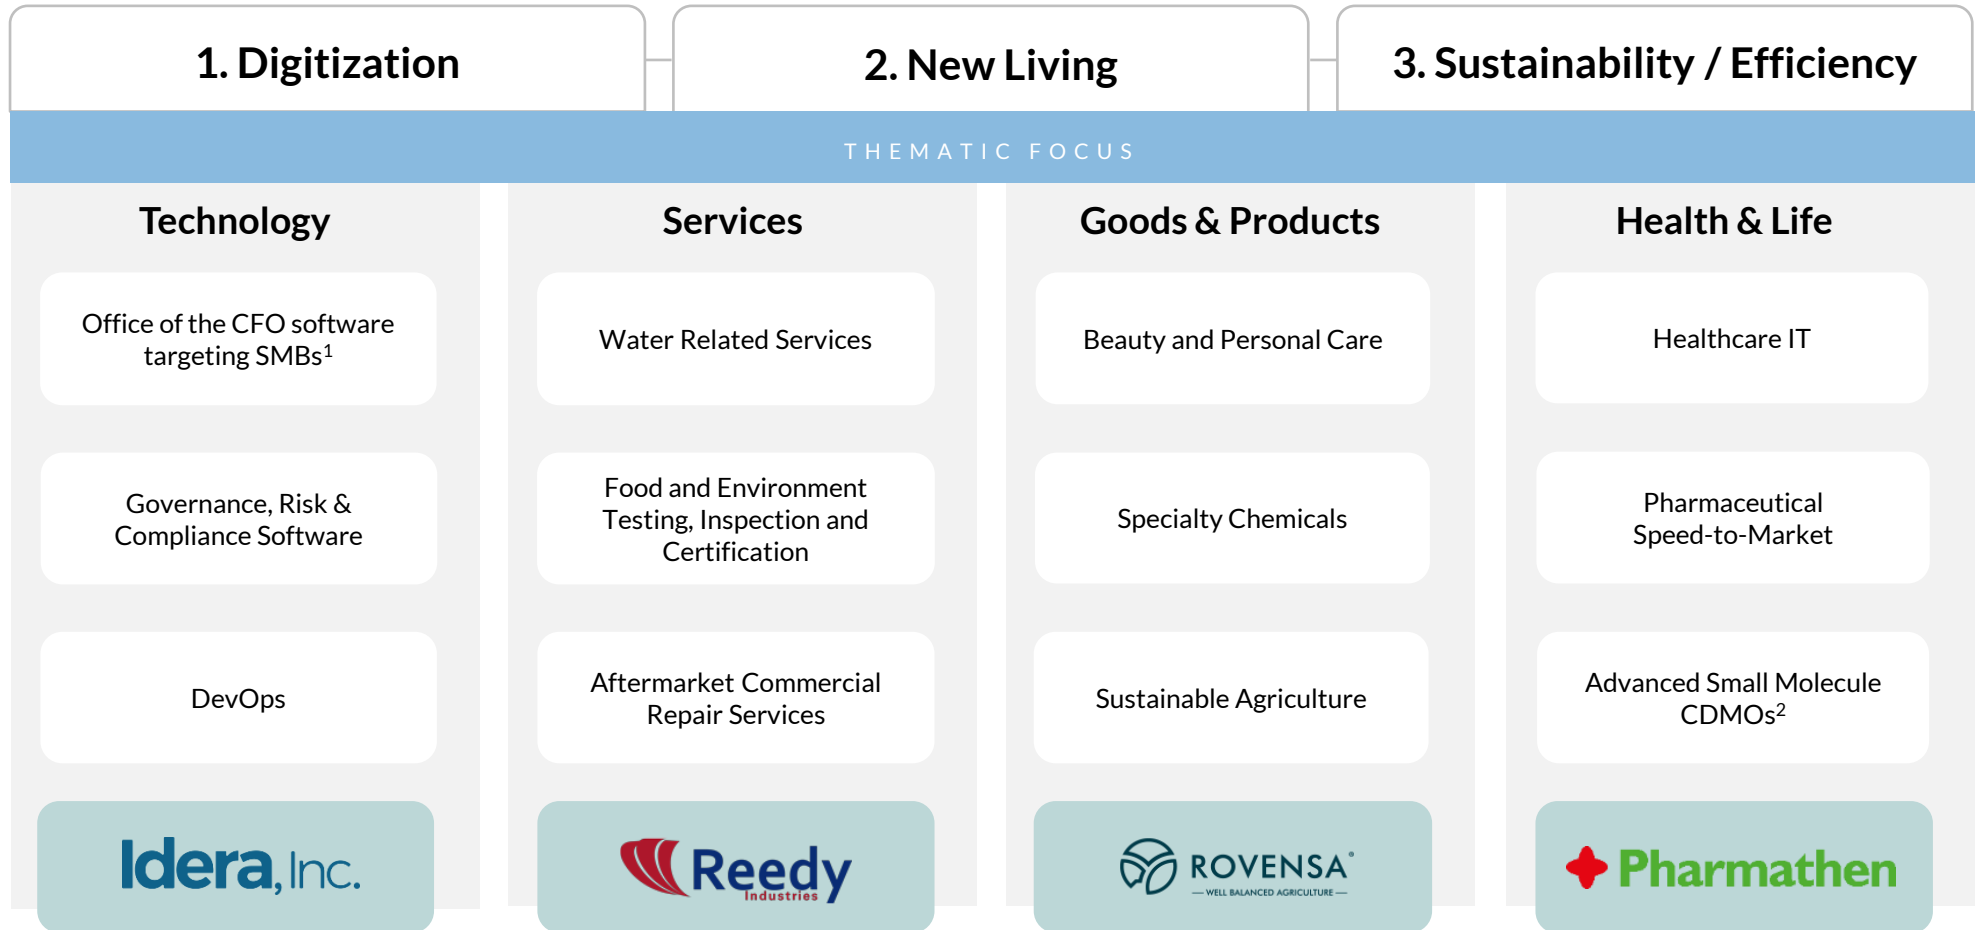 1. Digitization
2. New Living
3. Sustainability / Efficiency
THEMATIC FOCUS
Technology
Office of the CFO software
targeting SMBs¹
Governance, Risk &
Compliance Software
DevOps
Idera, Inc.
Services
Water Related Services
Food and Environment
Testing, Inspection and
Certification
Aftermarket Commercial
Repair Services
Reedy
Industries
Goods & Products
Beauty and Personal Care
Specialty Chemicals
Sustainable Agriculture
ROVENSA®
WELL BALANCED AGRICULTURE
Health & Life
Healthcare IT
Pharmaceutical
Speed-to-Market
Advanced Small Molecule
CDMOs²
Pharmathen